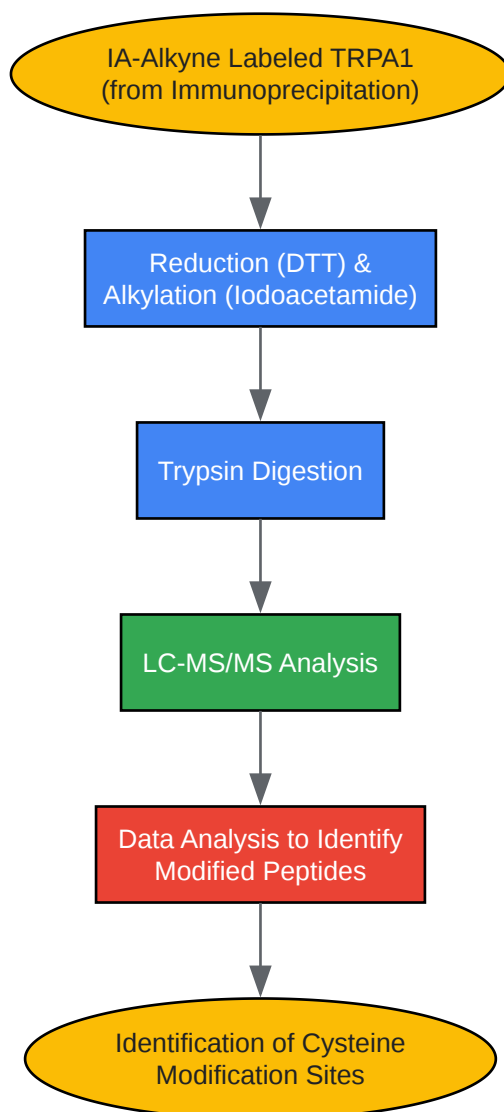 IA-Alkyne Labeled TRPA1
(from Immunoprecipitation)
Reduction (DTT) &
Alkylation (Iodoacetamide)
Trypsin Digestion
LC-MS/MS Analysis
Data Analysis to Identify
Modified Peptides
Identification of Cysteine
Modification Sites